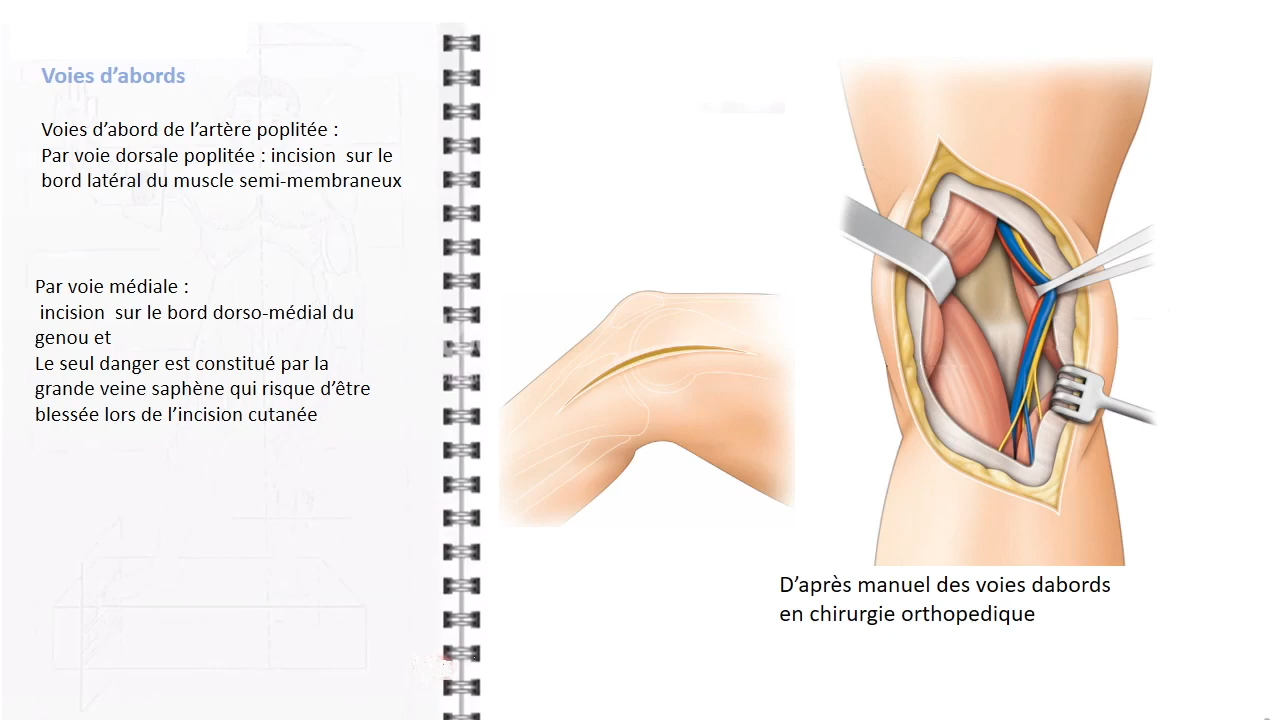 Voies d’abords
Voies d’abord de l’artère poplitée :
Par voie dorsale poplitée : incision sur le
bord latéral du muscle semi-membraneux
Par voie médiale :
incision sur le bord dorso-médial du
genou et
Le seul danger est constitué par la
grande veine saphène qui risque d’être
blessée lors de l’incision cutanée
D’après manuel des voies dabords
en chirurgie orthopedique